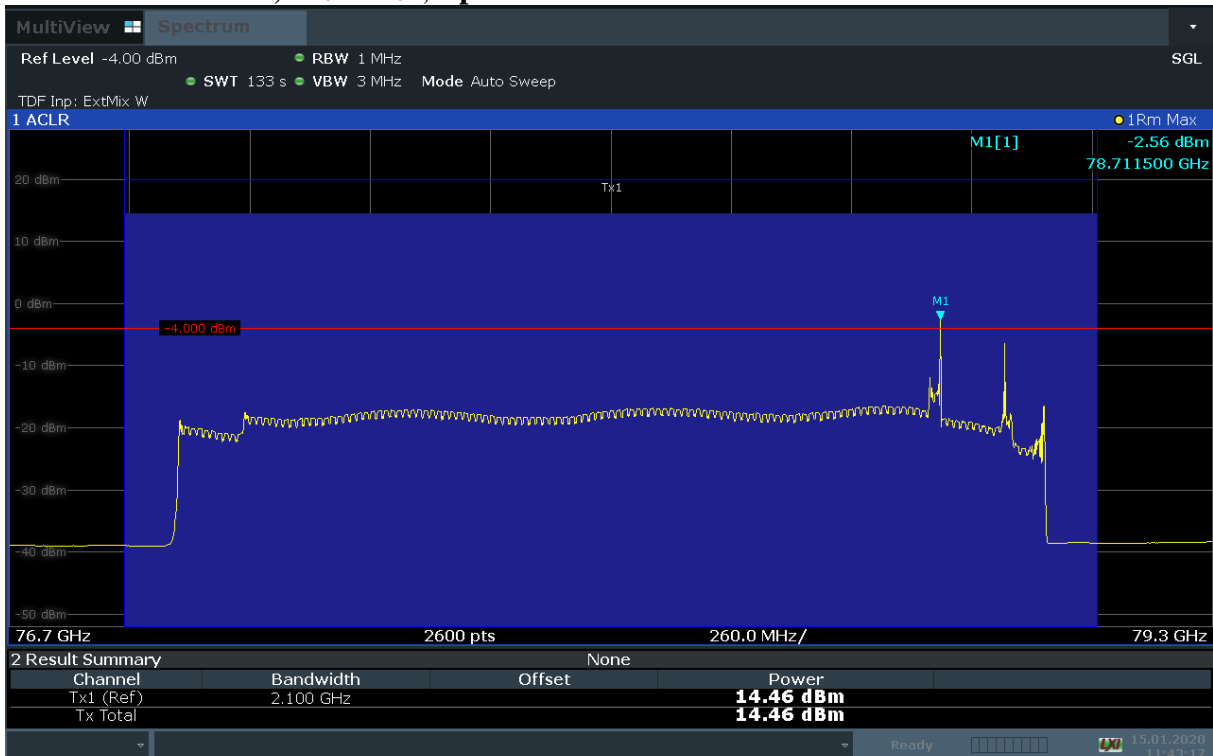 MultiView Spectrum
Ref Level -4.00 dBm RBW 1 MHz SGL
SWT 133 s VBW 3 MHz Mode Auto Sweep
TDF Inp: ExtMix W
1 ACLR 1Rm Max
M1[1] -2.56 dBm
78.711500 GHz
20 dBm
Tx1
10 dBm
0 dBm
M1
-4.000 dBm
-10 dBm
-20 dBm
-30 dBm
-40 dBm
-50 dBm
76.7 GHz 2600 pts 260.0 MHz/ 79.3 GHz
2 Result Summary None
Channel Bandwidth Offset Power
Tx1 (Ref) 2.100 GHz 14.46 dBm
Tx Total 14.46 dBm
Ready LXI 15.01.2020
11:43:17